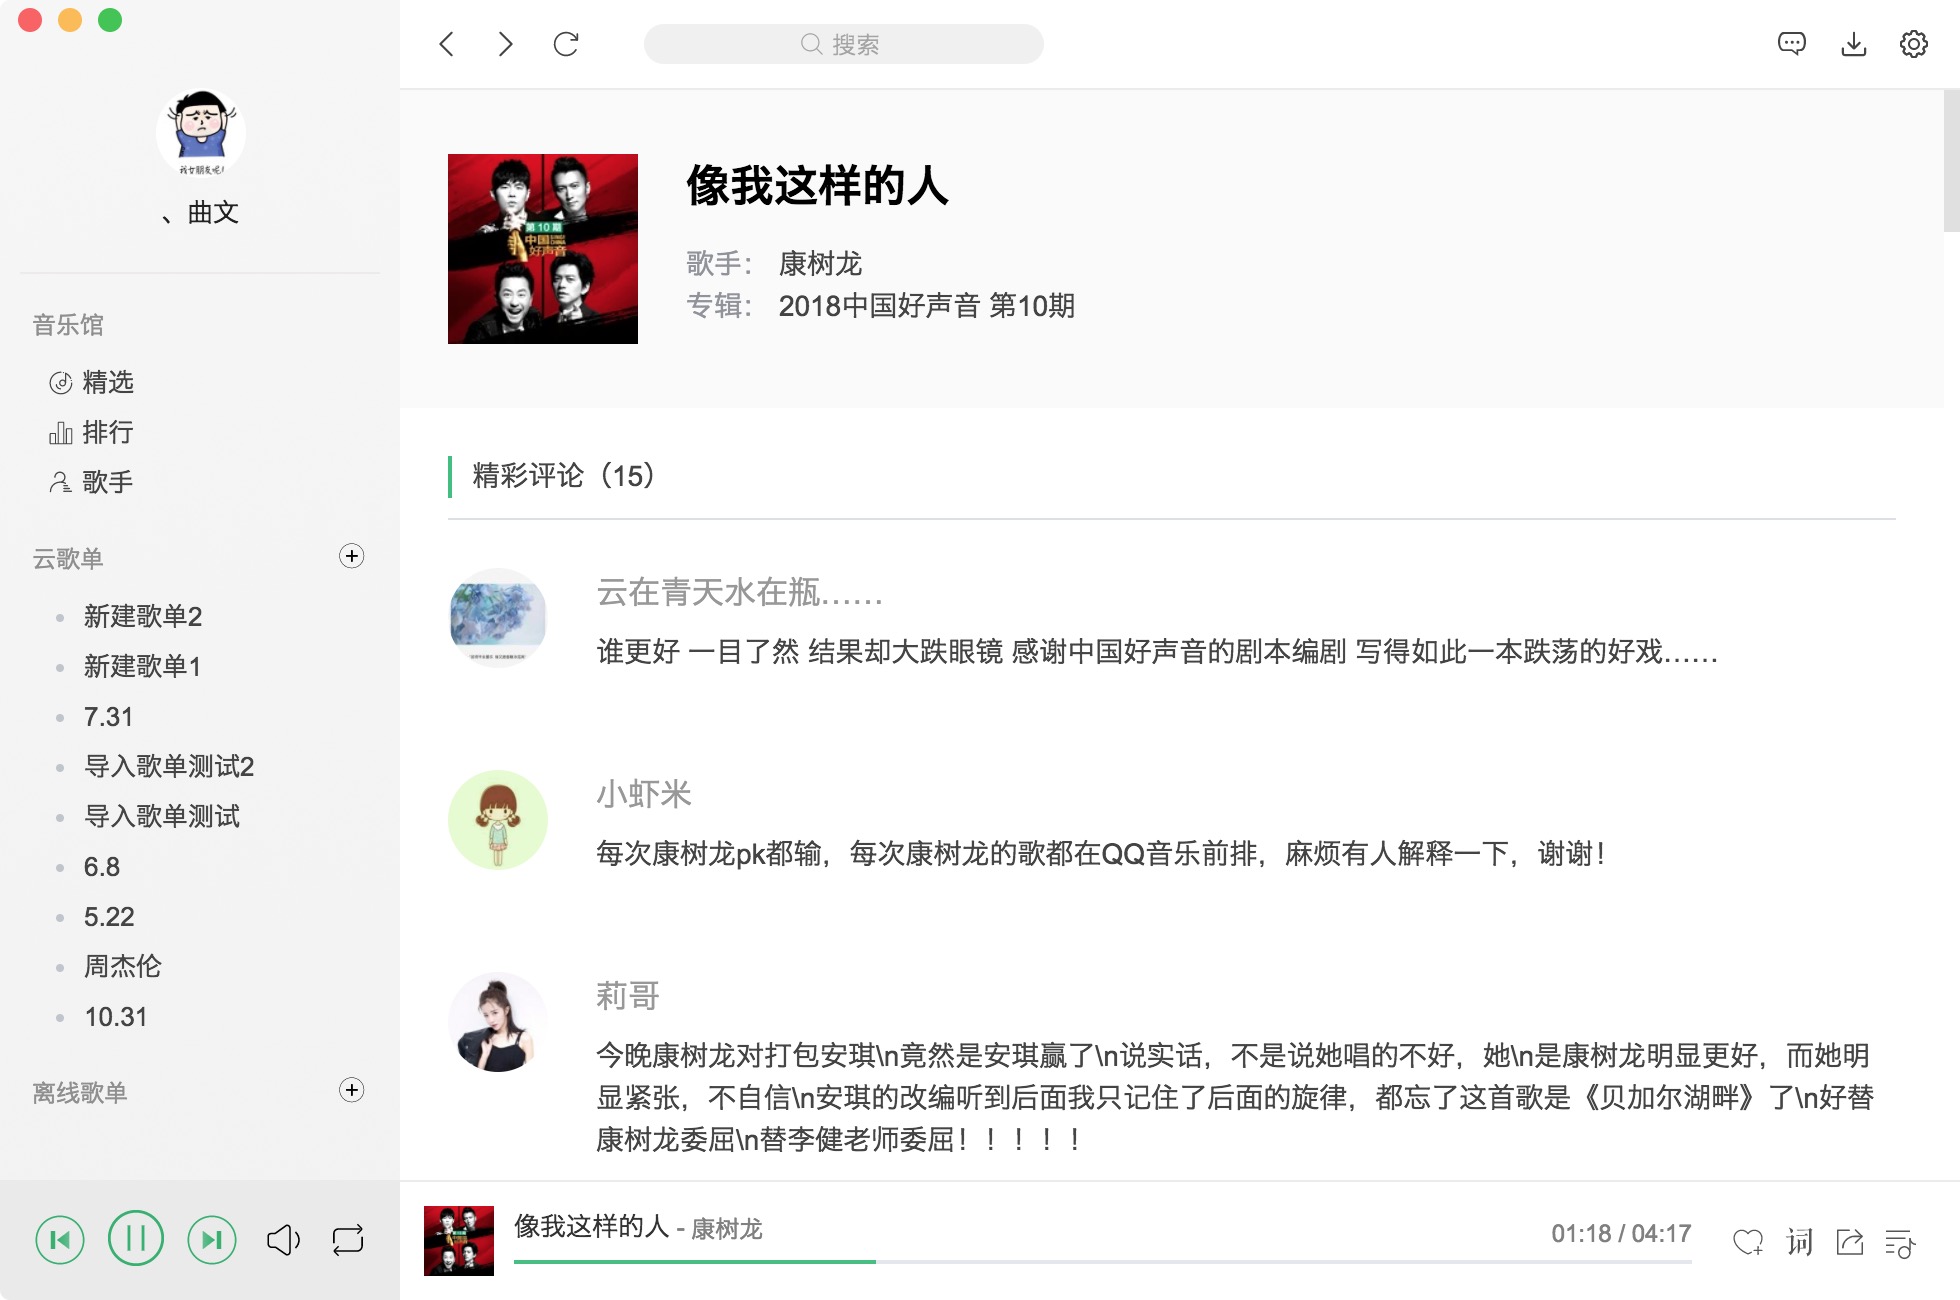 搜索
我女朋友呢!
、曲文
音乐馆
精选
排行
歌手
云歌单
新建歌单2
新建歌单1
7.31
导入歌单测试2
导入歌单测试
6.8
5.22
周杰伦
10.31
离线歌单
第10期
中国
好声音
像我这样的人
歌手： 康树龙
专辑： 2018中国好声音 第10期
精彩评论（15）
云在青天水在瓶……
谁更好 一目了然 结果却大跌眼镜 感谢中国好声音的剧本编剧 写得如此一本跌荡的好戏……
小虾米
每次康树龙pk都输，每次康树龙的歌都在QQ音乐前排，麻烦有人解释一下，谢谢！
莉哥
今晚康树龙对打包安琪\n竟然是安琪赢了\n说实话，不是说她唱的不好，她\n是康树龙明显更好，而她明
显紧张，不自信\n安琪的改编听到后面我只记住了后面的旋律，都忘了这首歌是《贝加尔湖畔》了\n好替
康树龙委屈\n替李健老师委屈！！！！！
像我这样的人 - 康树龙
01:18 / 04:17
词